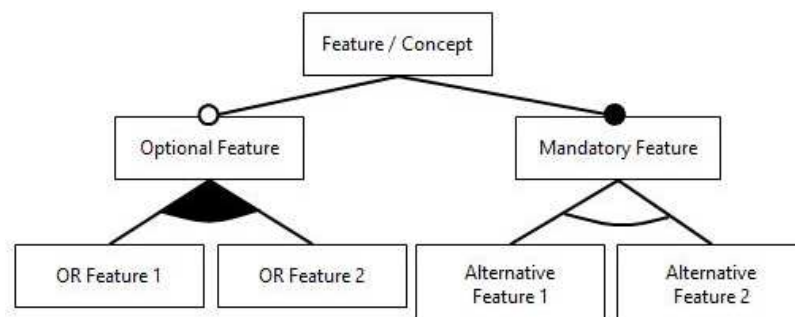 Feature / Concept
Optional Feature
Mandatory Feature
OR Feature 1
OR Feature 2
Alternative
Feature 1
Alternative
Feature 2